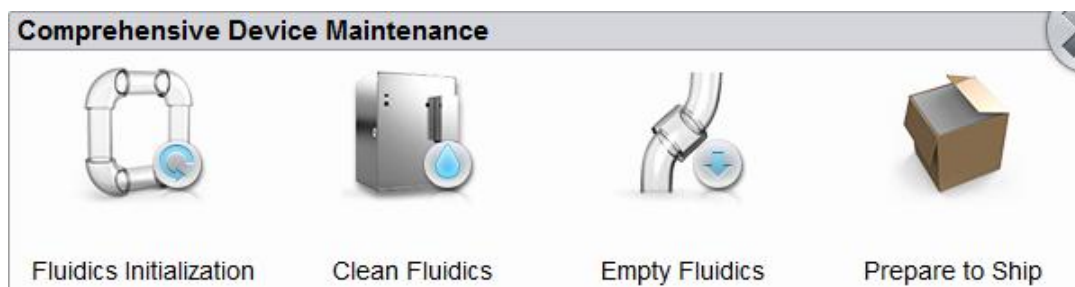 Comprehensive Device Maintenance
Fluidics Initialization
Clean Fluidics
Empty Fluidics
Prepare to Ship